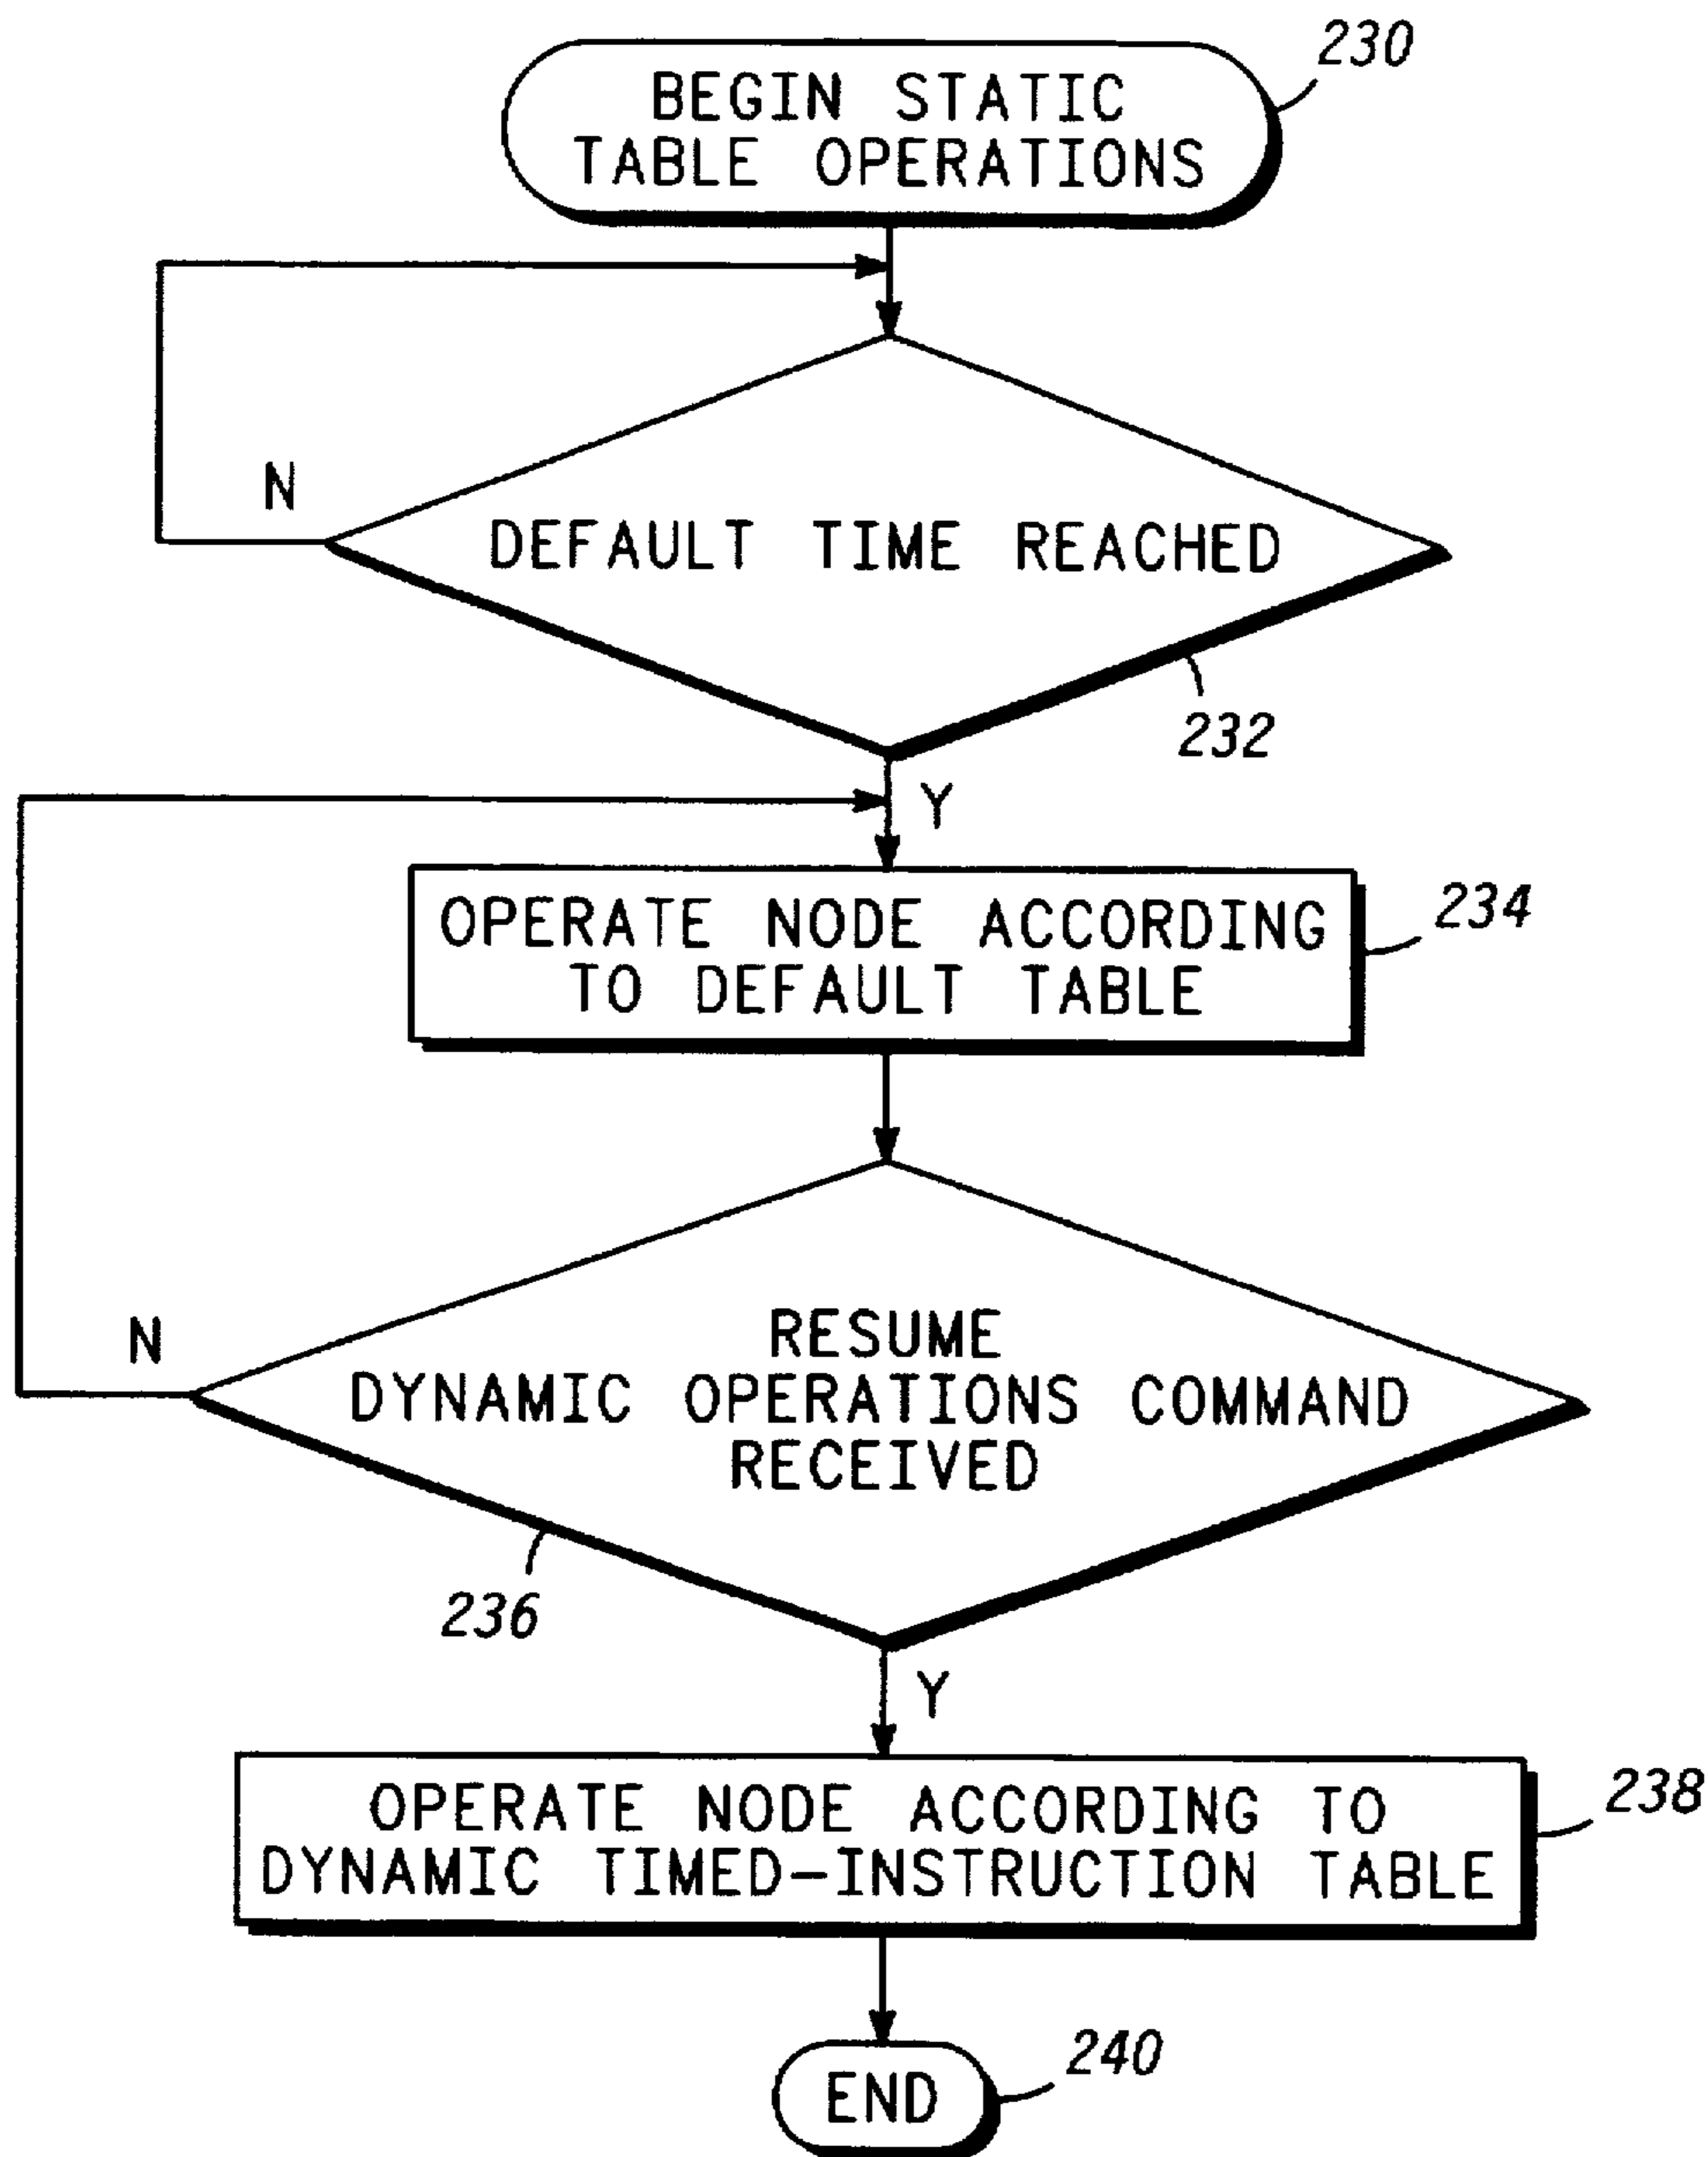 230
BEGIN STATIC
TABLE OPERATIONS
N
DEFAULT TIME REACHED
232
Y
OPERATE NODE ACCORDING
TO DEFAULT TABLE
234
RESUME
N
DYNAMIC OPERATIONS COMMAND
RECEIVED
236
Y
OPERATE NODE ACCORDING TO
DYNAMIC TIMED-INSTRUCTION TABLE
238
END
240